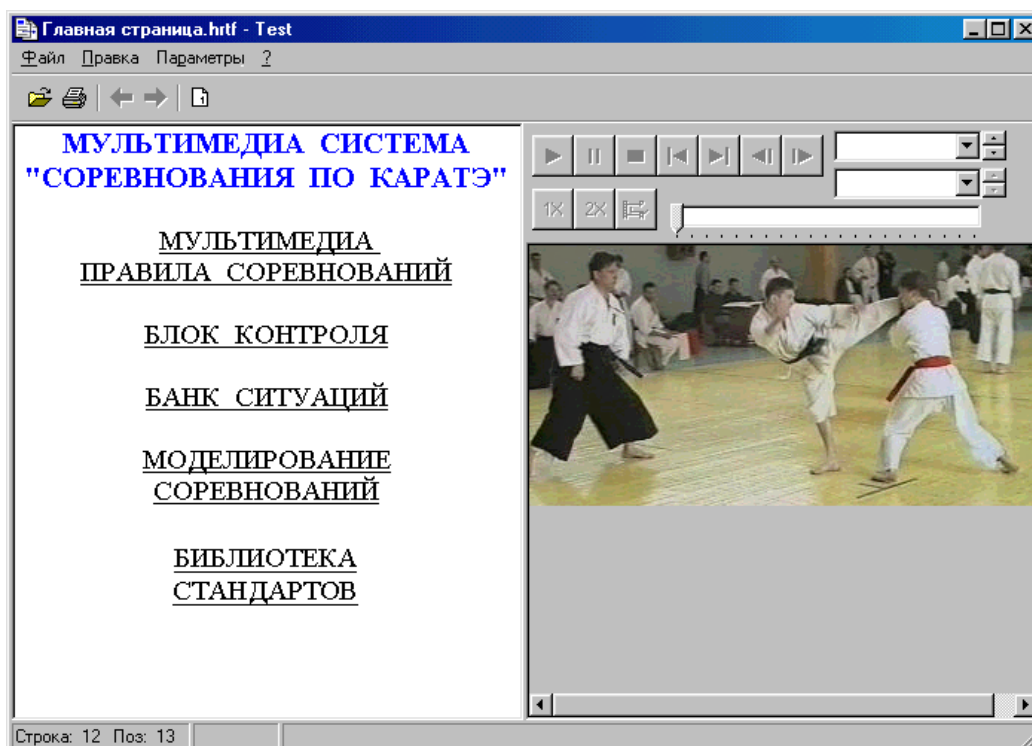 Главная страница.hrtf - Test
Файл Правка Параметры ?
МУЛЬТИМЕДИА СИСТЕМА
"СОРЕВНОВАНИЯ ПО КАРАТЭ"
МУЛЬТИМЕДИА
ПРАВИЛА СОРЕВНОВАНИЙ
БЛОК КОНТРОЛЯ
БАНК СИТУАЦИЙ
МОДЕЛИРОВАНИЕ
СОРЕВНОВАНИЙ
БИБЛИОТЕКА
СТАНДАРТОВ
1X 2X
Строка: 12 Поз: 13